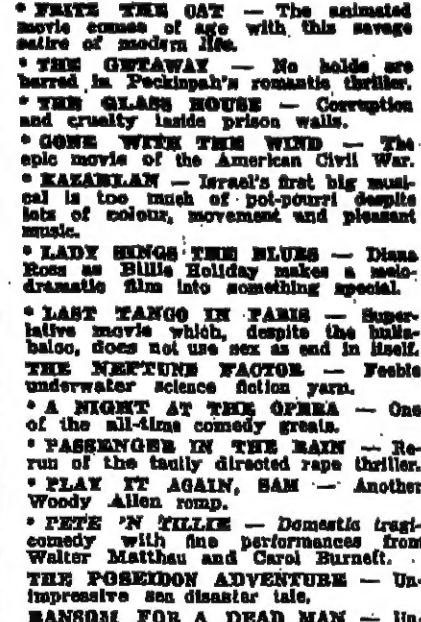 * FRITZ THE CAT — The animated
movie comes of age with this savage
satire of modern life.
* THE GETAWAY — No holds are
barred in Peckinpah's romantic thriller.
* THE GLASS HOUSE — Corruption
and cruelty inside prison walls.
* GONE WITH THE WIND — The
epic movie of the American Civil War.
* KAZABLAN — Israel's first big musi-
cal is too much of pot-pourri despite
lots of colour, movement and pleasant
music.
* LADY SINGS THE BLUES — Diana
Ross as Billie Holiday makes a melo-
dramatic film into something special.
* LAST TANGO IN PARIS — Super-
lative movie which, despite the hulla-
baloo, does not use sex as end in itself.
THE NEPTUNE FACTOR — Feeble
underwater science fiction yarn.
* A NIGHT AT THE OPERA — One
of the all-time comedy greats.
* PASSENGER IN THE RAIN — Re-
run of the tautly directed rape thriller.
* PLAY IT AGAIN, SAM — Another
Woody Allen romp.
* PETE 'N TILLIE — Domestic tragi-
comedy with fine performances from
Walter Matthau and Carol Burnett.
THE POSEIDON ADVENTURE — Un-
impressive sea disaster tale.
RANSOM FOR A DEAD MAN — Un-